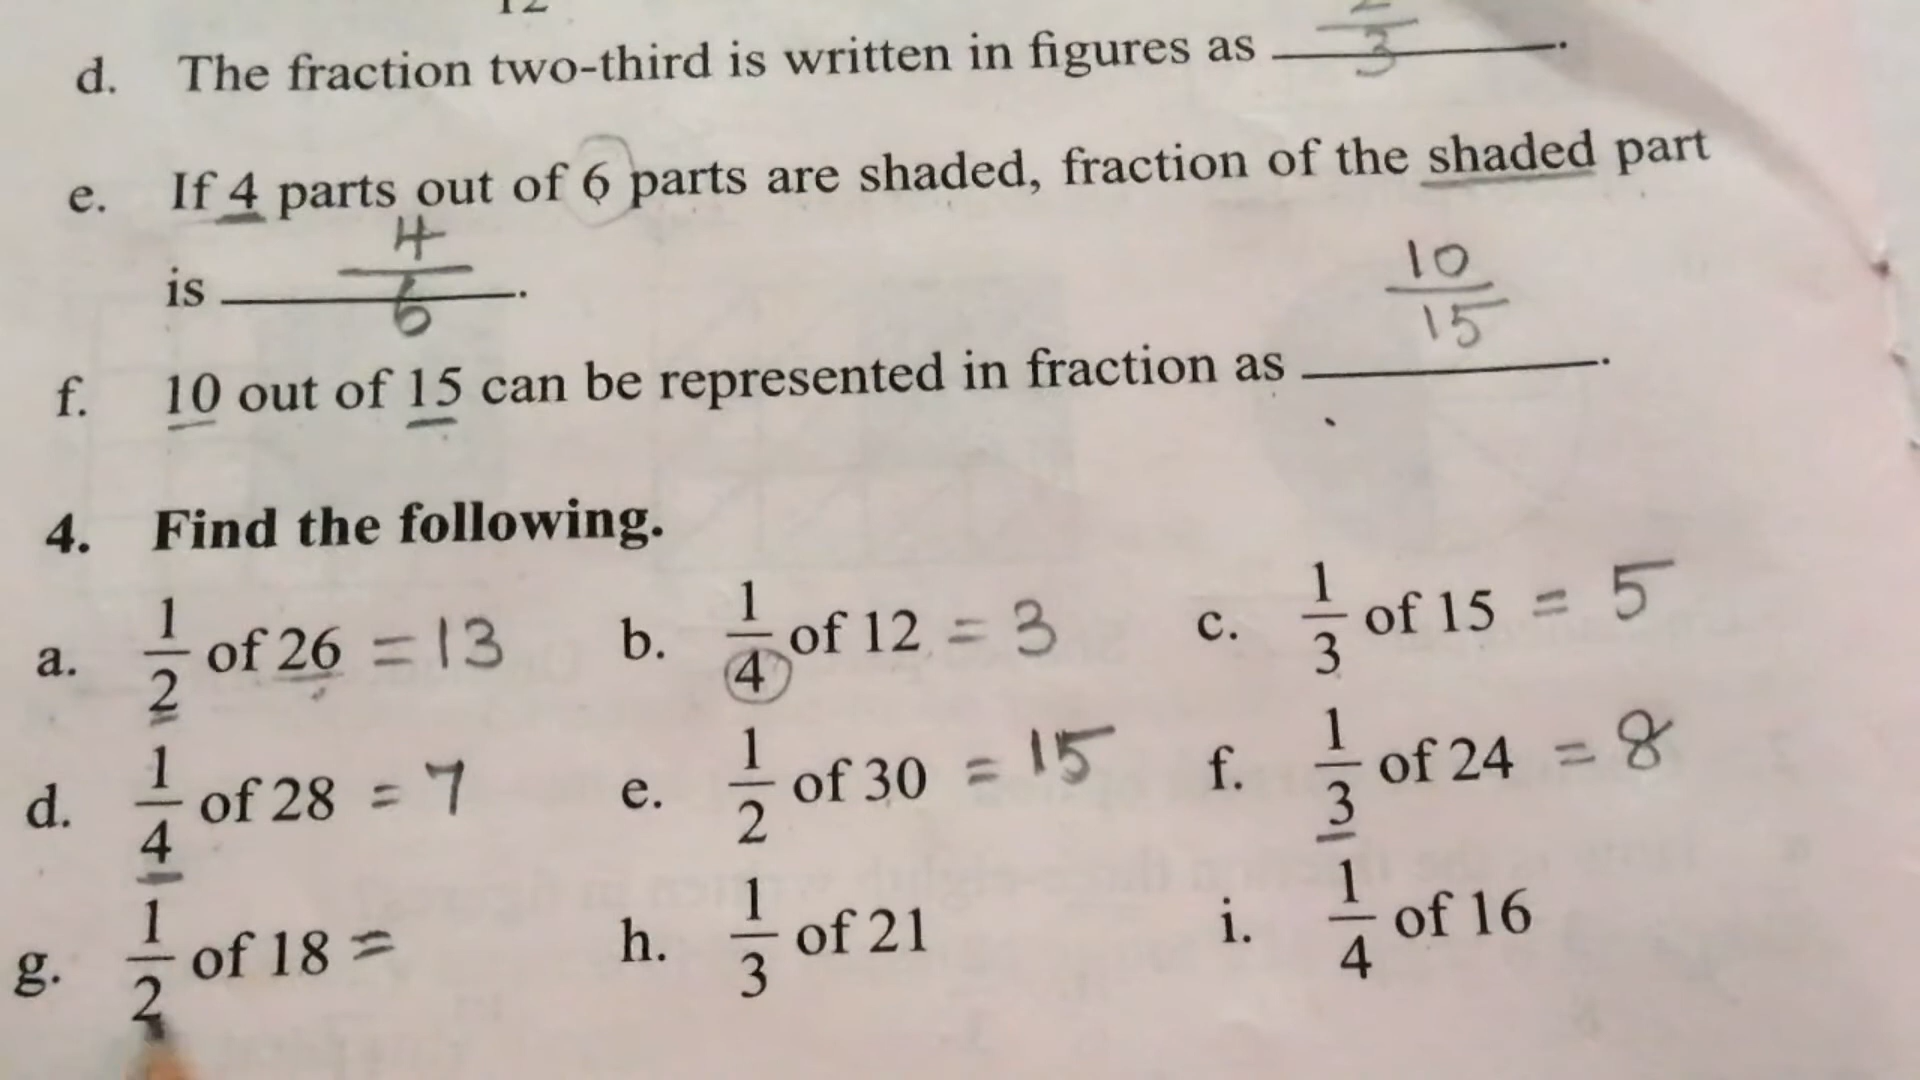 12
d. The fraction two-third is written in figures as 2/3.
e. If 4 parts out of 6 parts are shaded, fraction of the shaded part
is 4/6.
10/15
f. 10 out of 15 can be represented in fraction as ____.
4. Find the following.
a. 1/2 of 26 = 13 b. 1/4 of 12 = 3 c. 1/3 of 15 = 5
d. 1/4 of 28 = 7 e. 1/2 of 30 = 15 f. 1/3 of 24 = 8
g. 1/2 of 18 = h. 1/3 of 21 i. 1/4 of 16